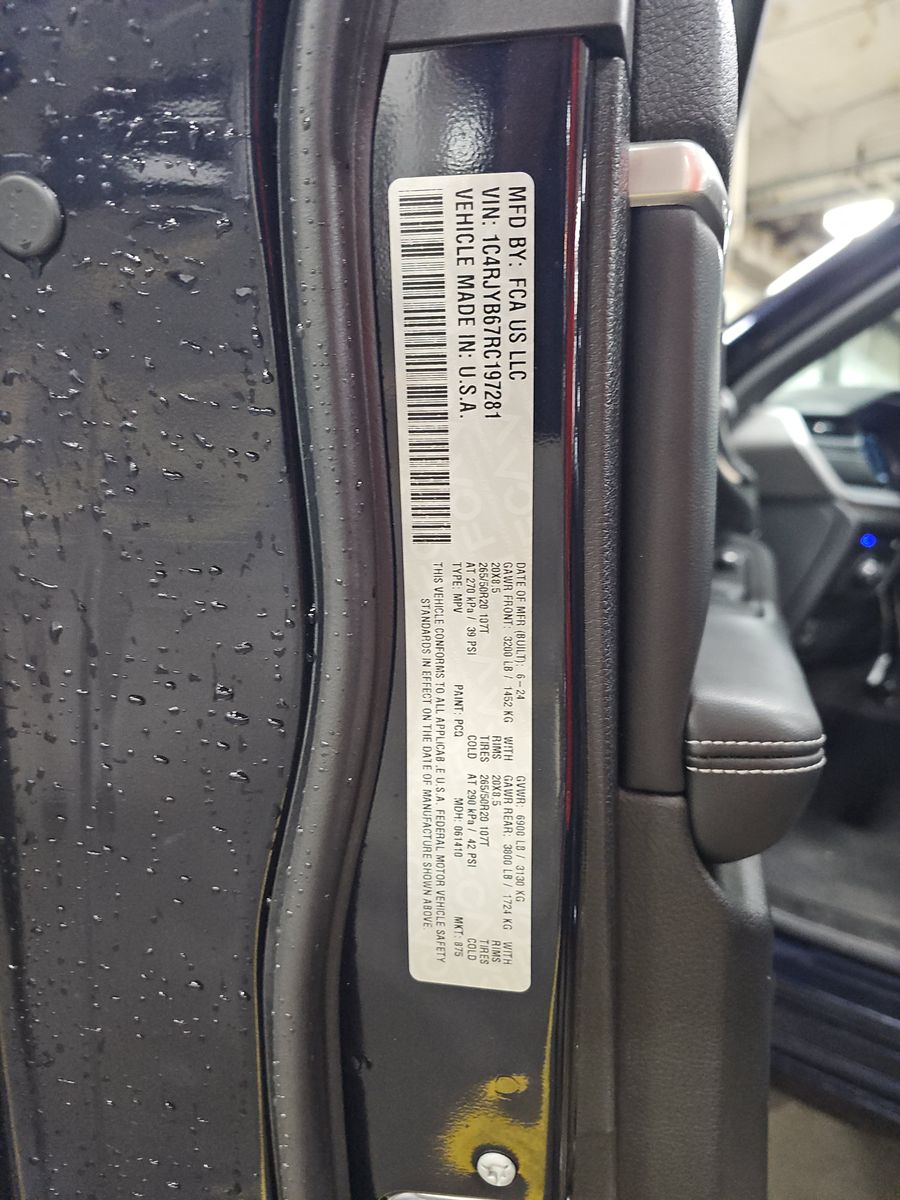 MFD BY: FCA US LLC
VIN: 1C4RJYB67RC197281
VEHICLE MADE IN: U.S.A.
DATE OF MFR (BUILT): 6-24 GVWR: 6900 LB / 3130 KG
GAWR FRONT: 3200 LB / 1452 KG WITH GAWR REAR: 3800 LB / 1724 KG WITH
20X8.5 RIMS 20X8.5 RIMS
265/50R20 107T TIRES 265/50R20 107T TIRES
AT 270 kPa / 39 PSI COLD AT 290 kPa / 42 PSI COLD
TYPE: MPV PAINT: PCQ MDH: 061410 MKT: 875
THIS VEHICLE CONFORMS TO ALL APPLICABLE U.S.A. FEDERAL MOTOR VEHICLE SAFETY
STANDARDS IN EFFECT ON THE DATE OF MANUFACTURE SHOWN ABOVE.